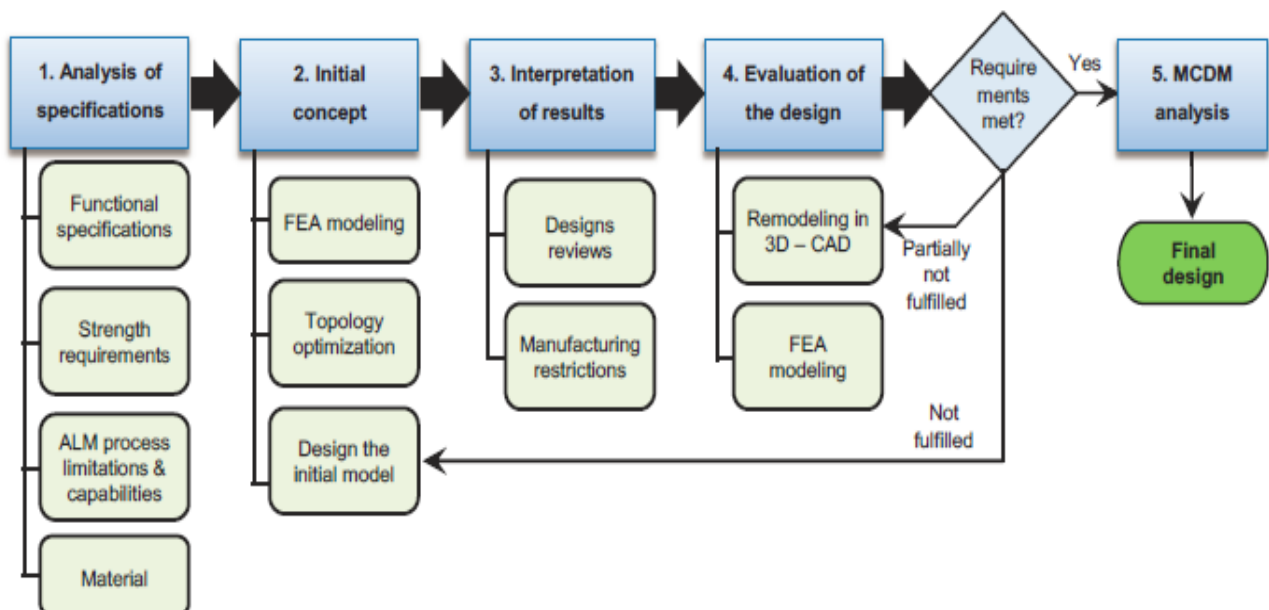 1. Analysis of
specifications
2. Initial
concept
3. Interpretation
of results
4. Evaluation of
the design
Require
ments
met?
Yes
5. MCDM
analysis
Functional
specifications
Strength
requirements
ALM process
limitations &
capabilities
Material
FEA modeling
Topology
optimization
Design the
initial model
Designs
reviews
Manufacturing
restrictions
Remodeling in
3D – CAD
FEA
modeling
Partially
not
fulfilled
Not
fulfilled
Final
design